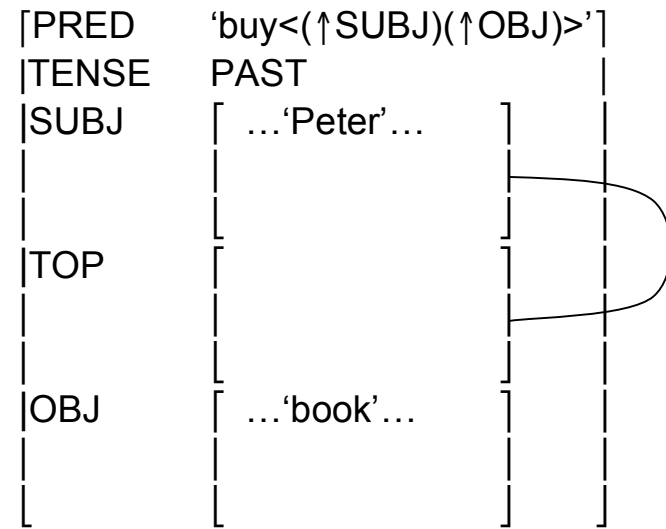 ⌈PRED ‘buy<(↑SUBJ)(↑OBJ)>’⌉
|TENSE PAST |
|SUBJ ⌈ …‘Peter’… ⌉ |
| | | |
| ⌊ ⌋ |
|TOP ⌈ ⌉ |
| | | |
| ⌊ ⌋ |
|OBJ ⌈ …‘book’… ⌉ |
| | | |
⌊ ⌊ ⌋ ⌋